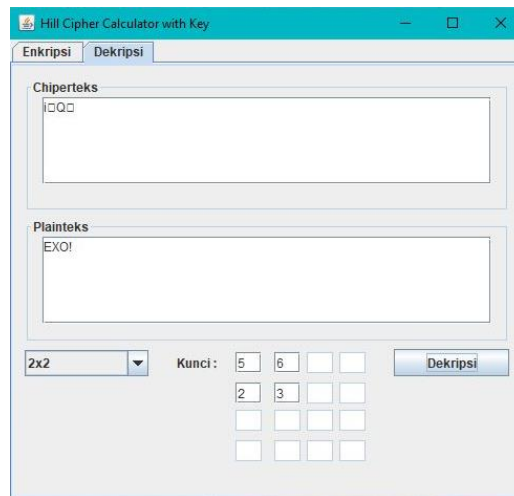 Hill Cipher Calculator with Key
Enkripsi Dekripsi
Chiperteks
i□Q□
Plainteks
EXO!
2x2 Kunci : 5 6 Dekripsi
2 3